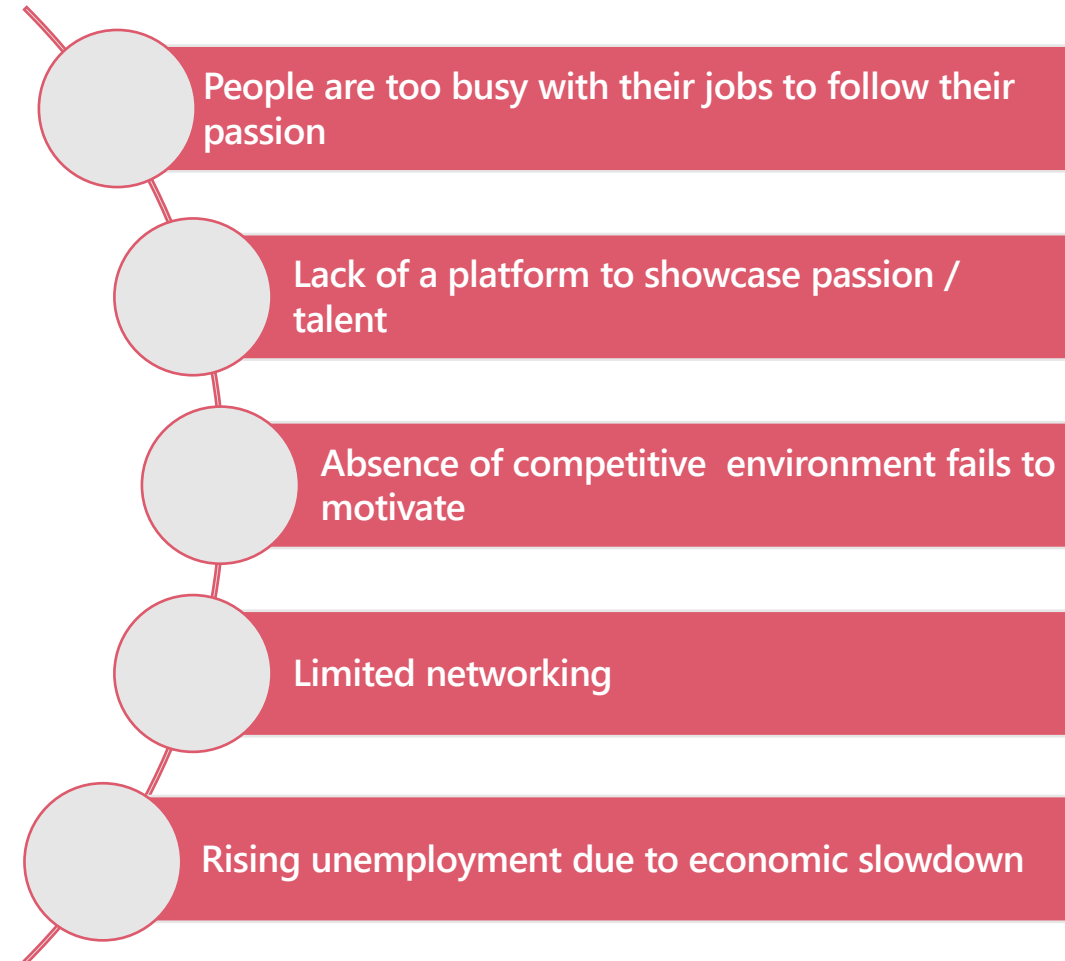 People are too busy with their jobs to follow their
passion
Lack of a platform to showcase passion /
talent
Absence of competitive  environment fails to
motivate
Limited networking
Rising unemployment due to economic slowdown